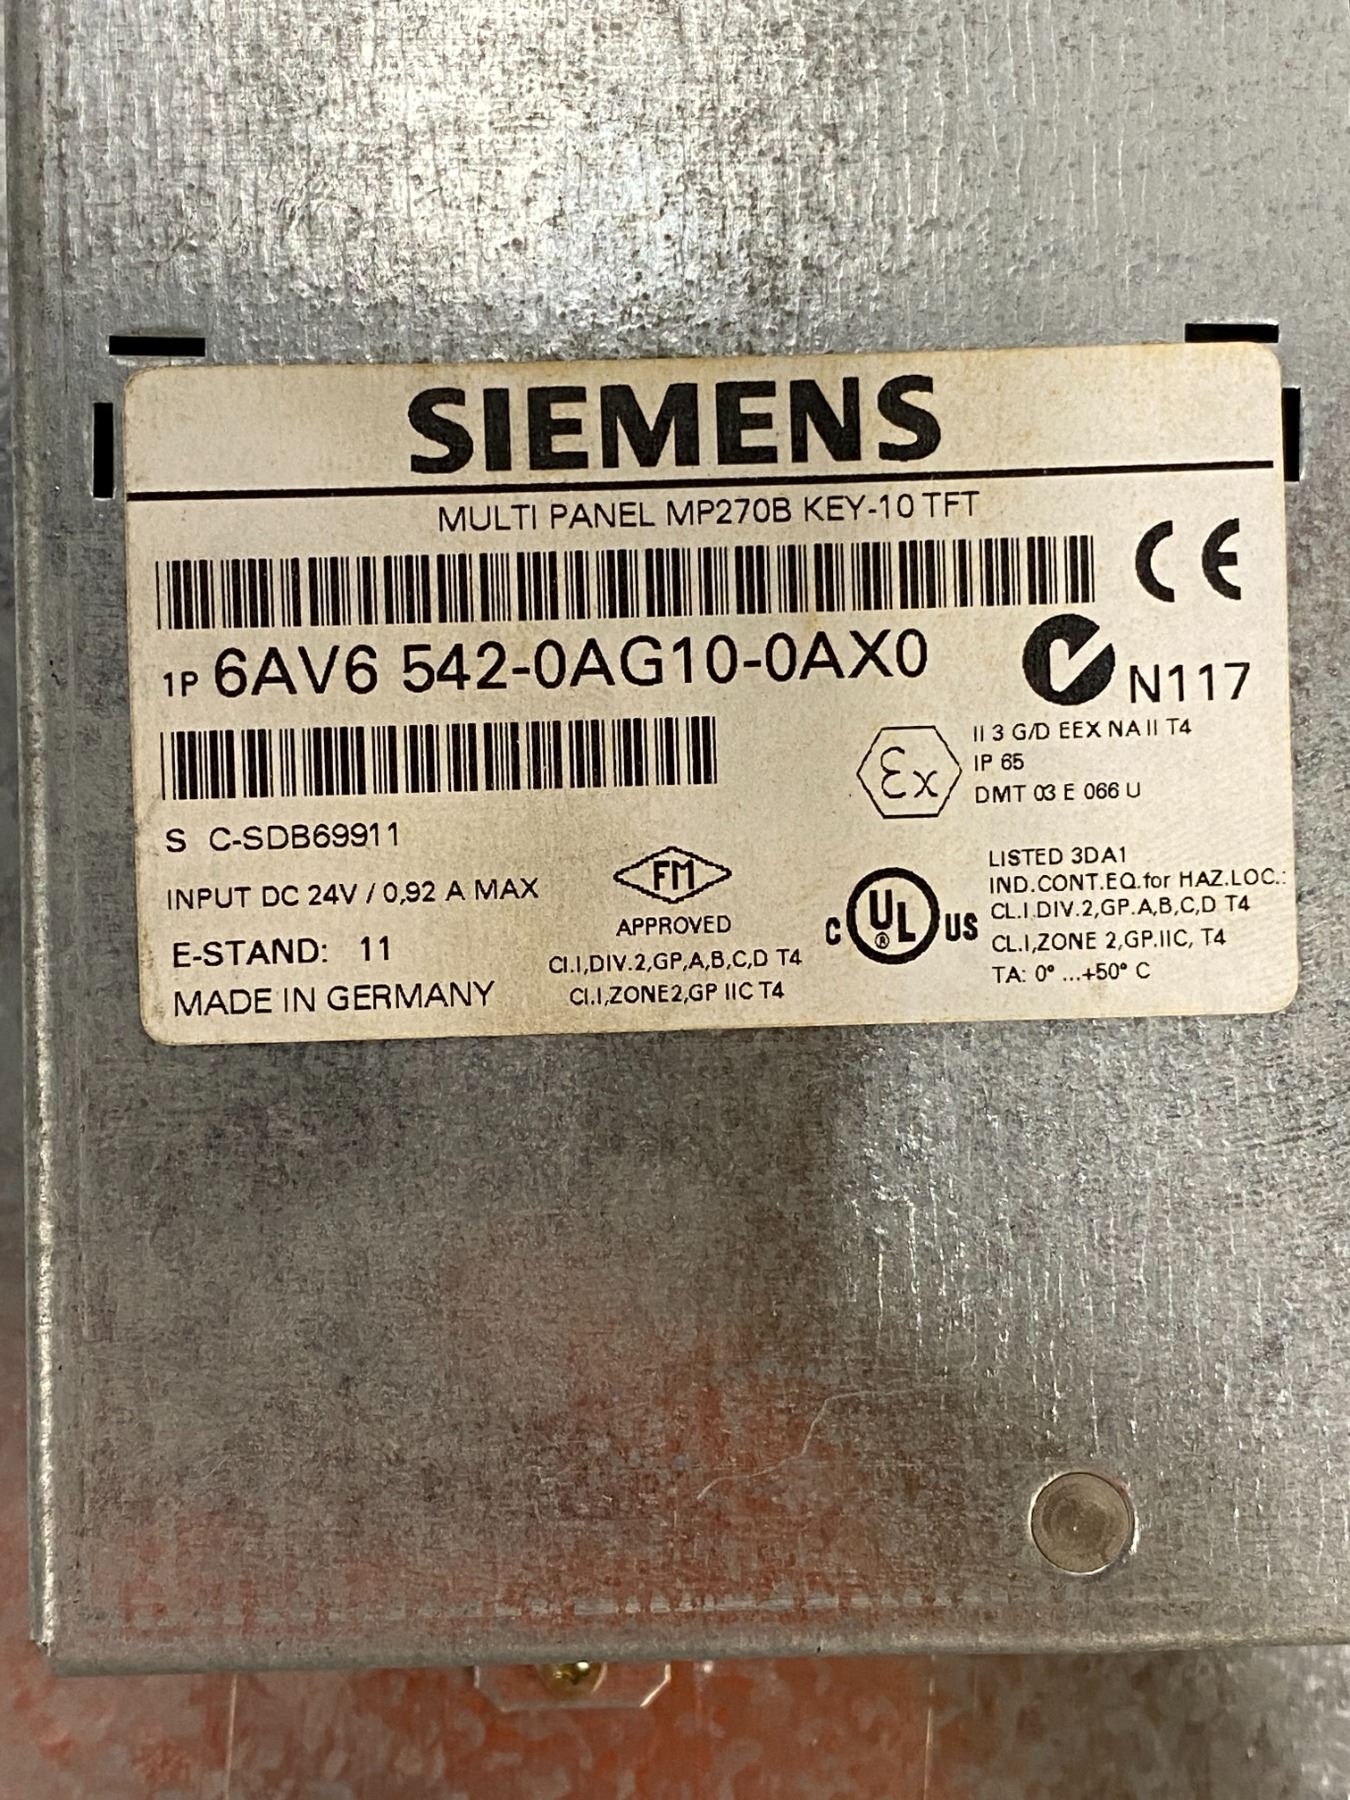 SIEMENS
MULTI PANEL MP270B KEY-10 TFT
CE
1P 6AV6 542-0AG10-0AX0
N117
S C-SDB69911
INPUT DC 24V / 0,92 A MAX
E-STAND: 11
MADE IN GERMANY
FM
APPROVED
CI.I,DIV.2,GP,A,B,C,D T4
CI.I,ZONE2,GP IIC T4
Ex
II 3 G/D EEX NA II T4
IP 65
DMT 03 E 066 U
C UL ® US
LISTED 3DA1
IND.CONT.EQ.for HAZ.LOC.:
CL.I,DIV.2,GP.A,B,C,D T4
CL.I,ZONE 2,GP.IIC, T4
TA: 0° ...+50° C